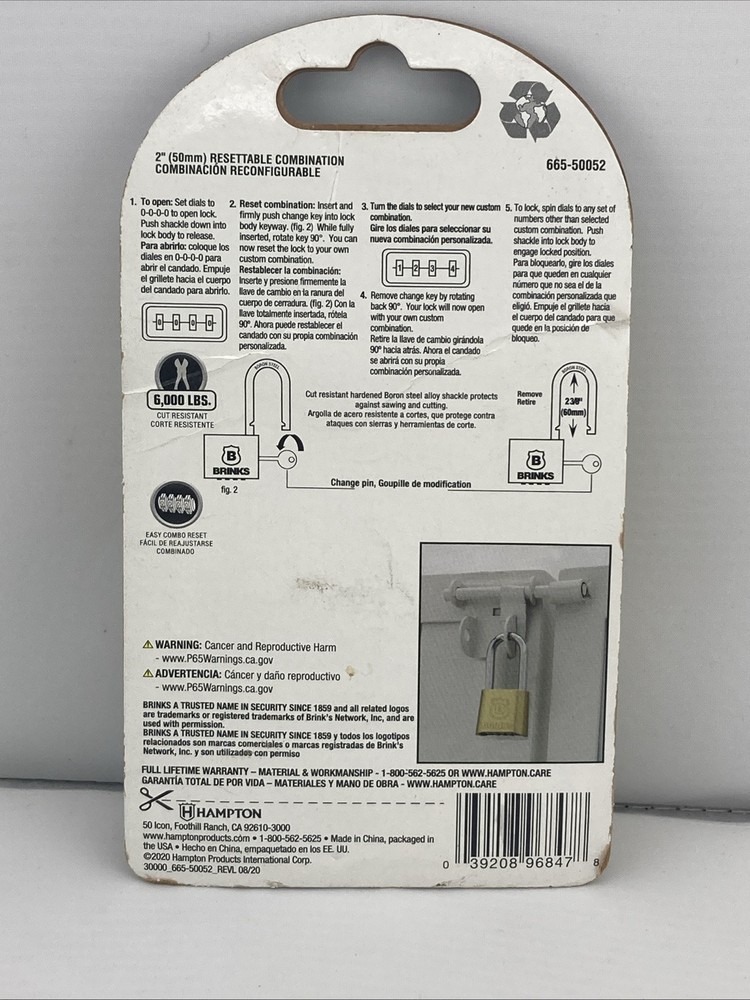 2" (50mm) RESETTABLE COMBINATION
COMBINACIÓN RECONFIGURABLE
665-50052
1. To open: Set dials to
0-0-0-0 to open lock.
Push shackle down into
lock body to release.
Para abrirlo: coloque los
diales en 0-0-0-0 para
abrir el candado. Empuje
el grillete hacia el cuerpo
del candado para abrirlo.
0 0 0 0
2. Reset combination: Insert and
firmly push change key into lock
body keyway. (fig. 2) While fully
inserted, rotate key 90°. You can
now reset the lock to your own
custom combination.
Restablecer la combinación:
Inserte y presione firmemente la
llave de cambio en la ranura del
cuerpo de cerradura. (fig. 2) Con la
llave totalmente insertada, rótela
90°. Ahora puede restablecer el
candado con su propia combinación
personalizada.
3. Turn the dials to select your new custom
combination.
Gire los diales para seleccionar su
nueva combinación personalizada.
1 2 3 4
4. Remove change key by rotating
back 90°. Your lock will now open
with your own custom
combination.
Retire la llave de cambio girándola
90° hacia atrás. Ahora el candado
se abrirá con su propia
combinación personalizada.
5. To lock, spin dials to any set of
numbers other than selected
custom combination. Push
shackle into lock body to
engage locked position.
Para bloquearlo, gire los diales
para que queden en cualquier
número que no sea el de la
combinación personalizada que
eligió. Empuje el grillete hacia
el cuerpo del candado para que
quede en la posición de
bloqueo.
6,000 LBS.
CUT RESISTANT
CORTE RESISTENTE
BORON STEEL
B
BRINKS
fig. 2
Cut resistant hardened Boron steel alloy shackle protects
against sawing and cutting.
Argolla de acero resistente a cortes, que protege contra
ataques con sierras y herramientas de corte.
Change pin, Goupille de modification
Remove
Retire
BORON STEEL
2 3/8"
(60mm)
B
BRINKS
EASY COMBO RESET
FÁCIL DE REAJUSTARSE
COMBINADO
WARNING: Cancer and Reproductive Harm
- www.P65Warnings.ca.gov
ADVERTENCIA: Cáncer y daño reproductivo
- www.P65Warnings.ca.gov
BRINKS A TRUSTED NAME IN SECURITY SINCE 1859 and all related logos
are trademarks or registered trademarks of Brink's Network, Inc, and are
used with permission.
BRINKS A TRUSTED NAME IN SECURITY SINCE 1859 y todos los logotipos
relacionados son marcas comerciales o marcas registradas de Brink's
Network, Inc. y son utilizados con permiso
FULL LIFETIME WARRANTY – MATERIAL & WORKMANSHIP - 1-800-562-5625 OR WWW.HAMPTON.CARE
GARANTÍA TOTAL DE POR VIDA – MATERIALES Y MANO DE OBRA - WWW.HAMPTON.CARE
HAMPTON
50 Icon, Foothill Ranch, CA 92610-3000
www.hamptonproducts.com • 1-800-562-5625 • Made in China, packaged in
the USA • Hecho en China, empaquetado en los EE. UU.
©2020 Hampton Products International Corp.
30000_665-50052_REVL 08/20
0 39208 96847 8